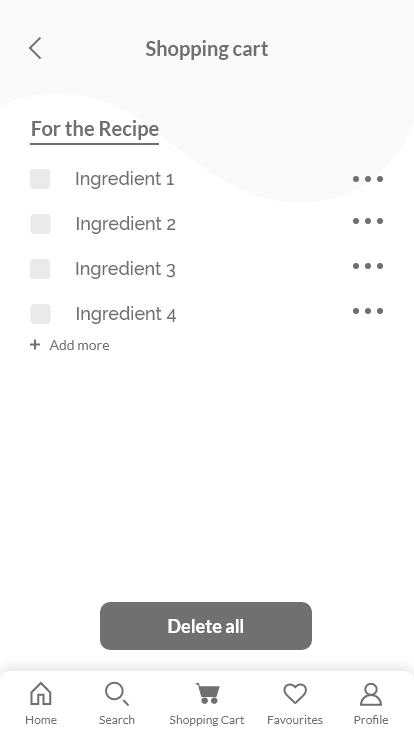 Shopping cart
For the Recipe
Ingredient 1
Ingredient 2
Ingredient 3
Ingredient 4
+ Add more
Delete all
Home Search Shopping Cart Favourites Profile